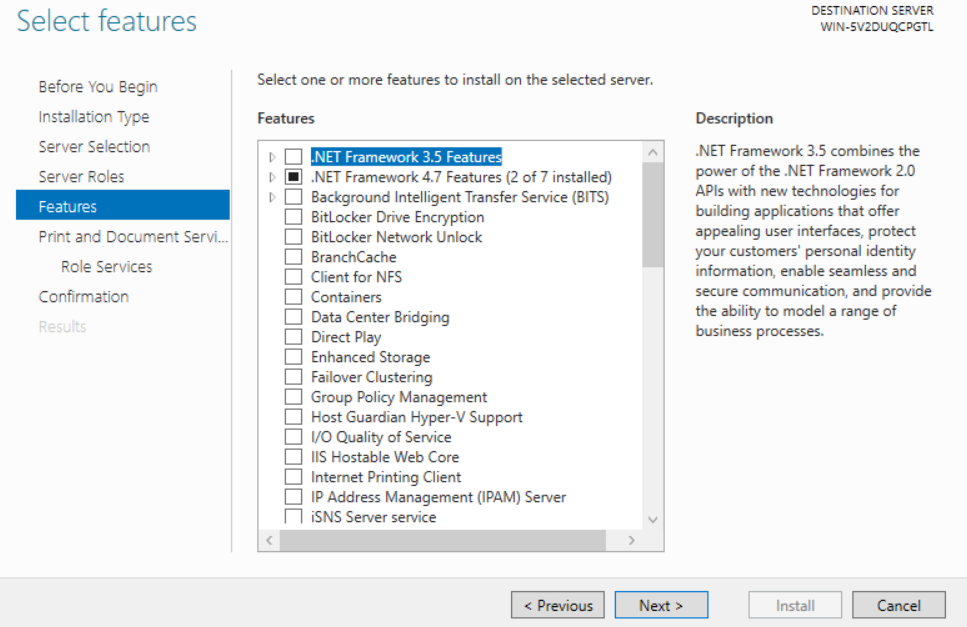 Select features
DESTINATION SERVER
WIN-5V2DUQCPGTL
Before You Begin
Installation Type
Server Selection
Server Roles
Features
Print and Document Servi...
Role Services
Confirmation
Results
Select one or more features to install on the selected server.
Features
.NET Framework 3.5 Features
.NET Framework 4.7 Features (2 of 7 installed)
Background Intelligent Transfer Service (BITS)
BitLocker Drive Encryption
BitLocker Network Unlock
BranchCache
Client for NFS
Containers
Data Center Bridging
Direct Play
Enhanced Storage
Failover Clustering
Group Policy Management
Host Guardian Hyper-V Support
I/O Quality of Service
IIS Hostable Web Core
Internet Printing Client
IP Address Management (IPAM) Server
iSNS Server service
Description
.NET Framework 3.5 combines the
power of the .NET Framework 2.0
APIs with new technologies for
building applications that offer
appealing user interfaces, protect
your customers' personal identity
information, enable seamless and
secure communication, and provide
the ability to model a range of
business processes.
< Previous
Next >
Install
Cancel